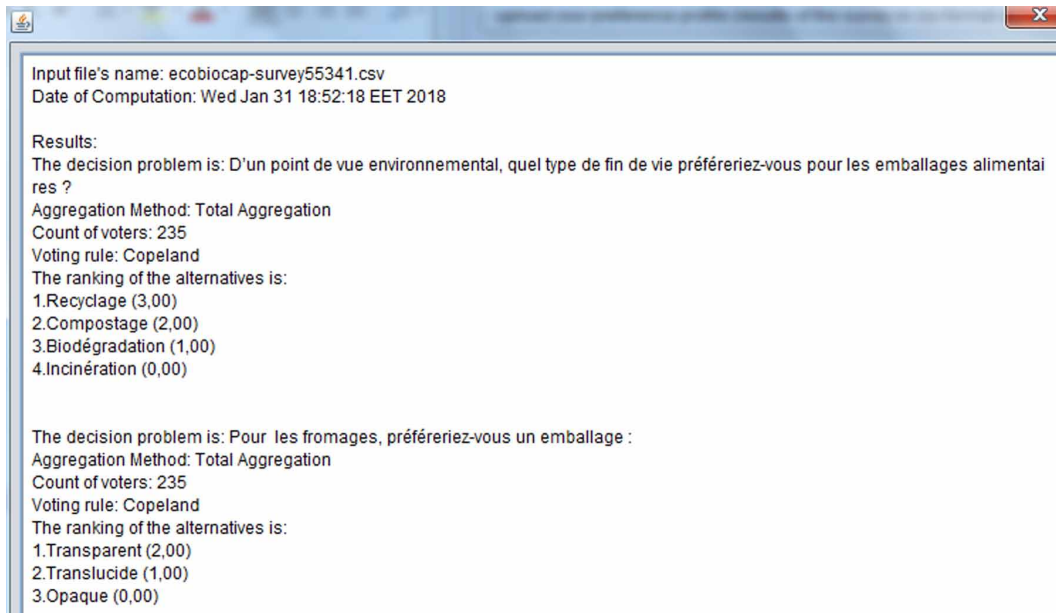 Input file's name: ecobiocap-survey55341.csv
Date of Computation: Wed Jan 31 18:52:18 EET 2018
Results:
The decision problem is: D'un point de vue environnemental, quel type de fin de vie préféreriez-vous pour les emballages alimentai
res ?
Aggregation Method: Total Aggregation
Count of voters: 235
Voting rule: Copeland
The ranking of the alternatives is:
1.Recyclage (3,00)
2.Compostage (2,00)
3.Biodégradation (1,00)
4.Incinération (0,00)
The decision problem is: Pour  les fromages, préféreriez-vous un emballage :
Aggregation Method: Total Aggregation
Count of voters: 235
Voting rule: Copeland
The ranking of the alternatives is:
1.Transparent (2,00)
2.Translucide (1,00)
3.Opaque (0,00)